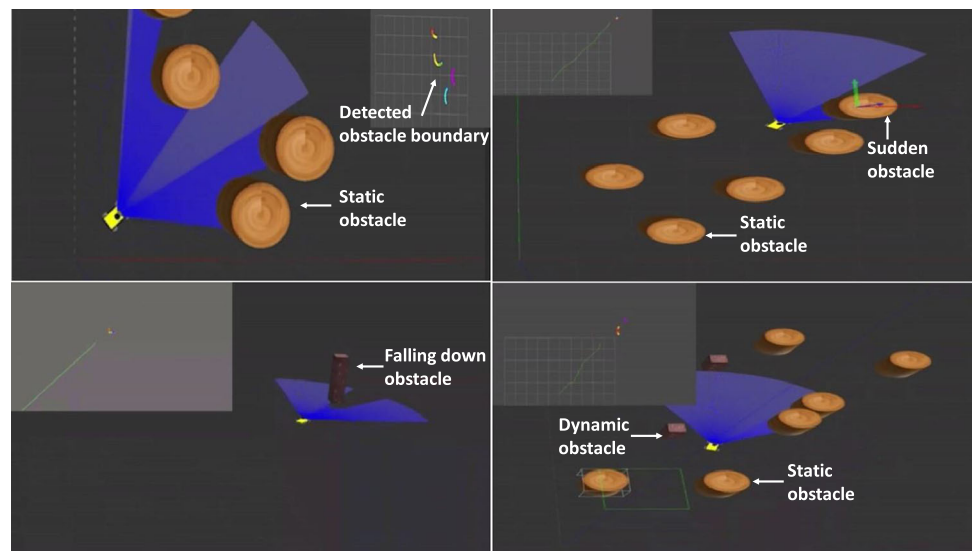 Detected
obstacle boundary
Static
obstacle
Sudden
obstacle
Static
obstacle
Falling down
obstacle
Dynamic
obstacle
Static
obstacle